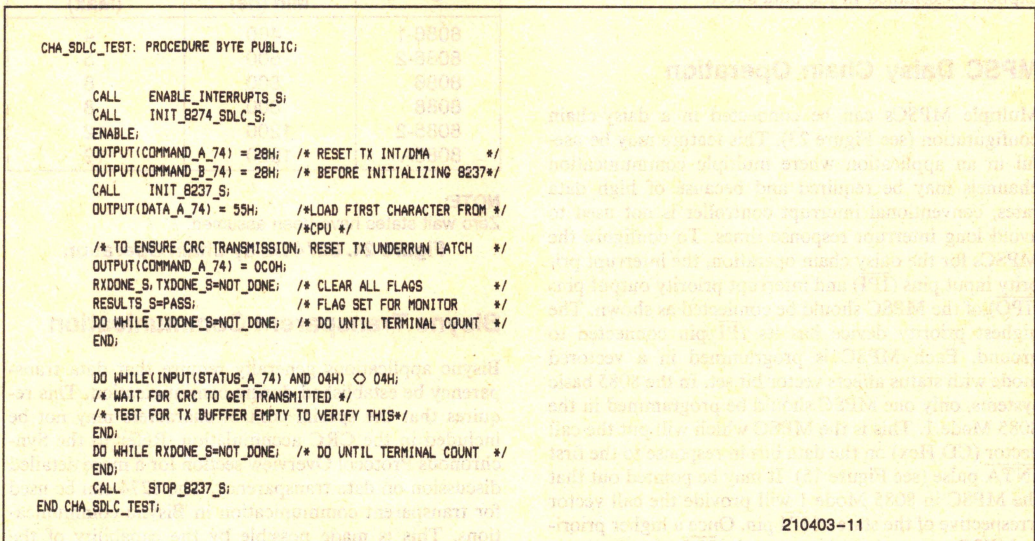 CHA_SDLC_TEST: PROCEDURE BYTE PUBLIC;
CALL ENABLE_INTERRUPTS_S;
CALL INIT_8274_SDLC_S;
ENABLE;
OUTPUT(COMMAND_A_74) = 28H; /* RESET TX INT/DMA */
OUTPUT(COMMAND_B_74) = 28H; /* BEFORE INITIALIZING 8237*/
CALL INIT_8237_S;
OUTPUT(DATA_A_74) = 55H; /*LOAD FIRST CHARACTER FROM */
/*CPU */
/* TO ENSURE CRC TRANSMISSION, RESET TX UNDERRUN LATCH */
OUTPUT(COMMAND_A_74) = 0C0H;
RXDONE_S,TXDONE_S=NOT_DONE; /* CLEAR ALL FLAGS */
RESULTS_S=PASS; /* FLAG SET FOR MONITOR */
DO WHILE TXDONE_S=NOT_DONE; /* DO UNTIL TERMINAL COUNT */
END;
DO WHILE(INPUT(STATUS_A_74) AND 04H) <> 04H;
/* WAIT FOR CRC TO GET TRANSMITTED */
/* TEST FOR TX BUFFFER EMPTY TO VERIFY THIS*/
END;
DO WHILE RXDONE_S=NOT_DONE; /* DO UNTIL TERMINAL COUNT */
END;
CALL STOP_8237_S;
END CHA_SDLC_TEST;
210403-11